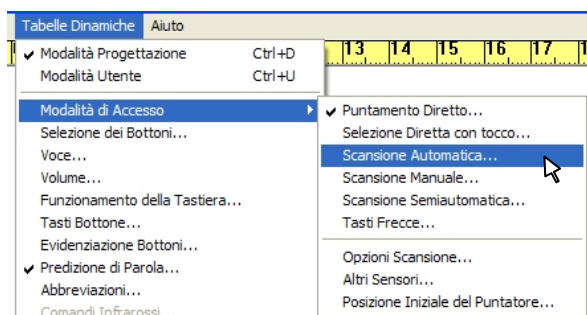 Tabelle Dinamiche Aiuto
Modalità Progettazione Ctrl+D
Modalità Utente Ctrl+U
Modalità di Accesso
Selezione dei Bottoni...
Voce...
Volume...
Funzionamento della Tastiera...
Tasti Bottone...
Evidenziazione Bottoni...
Predizione di Parola...
Abbreviazioni...
Comandi Infrarossi
13 14 15 16 17
Puntamento Diretto...
Selezione Diretta con tocco...
Scansione Automatica...
Scansione Manuale...
Scansione Semiautomatica...
Tasti Frecce...
Opzioni Scansione...
Altri Sensori...
Posizione Iniziale del Puntatore...